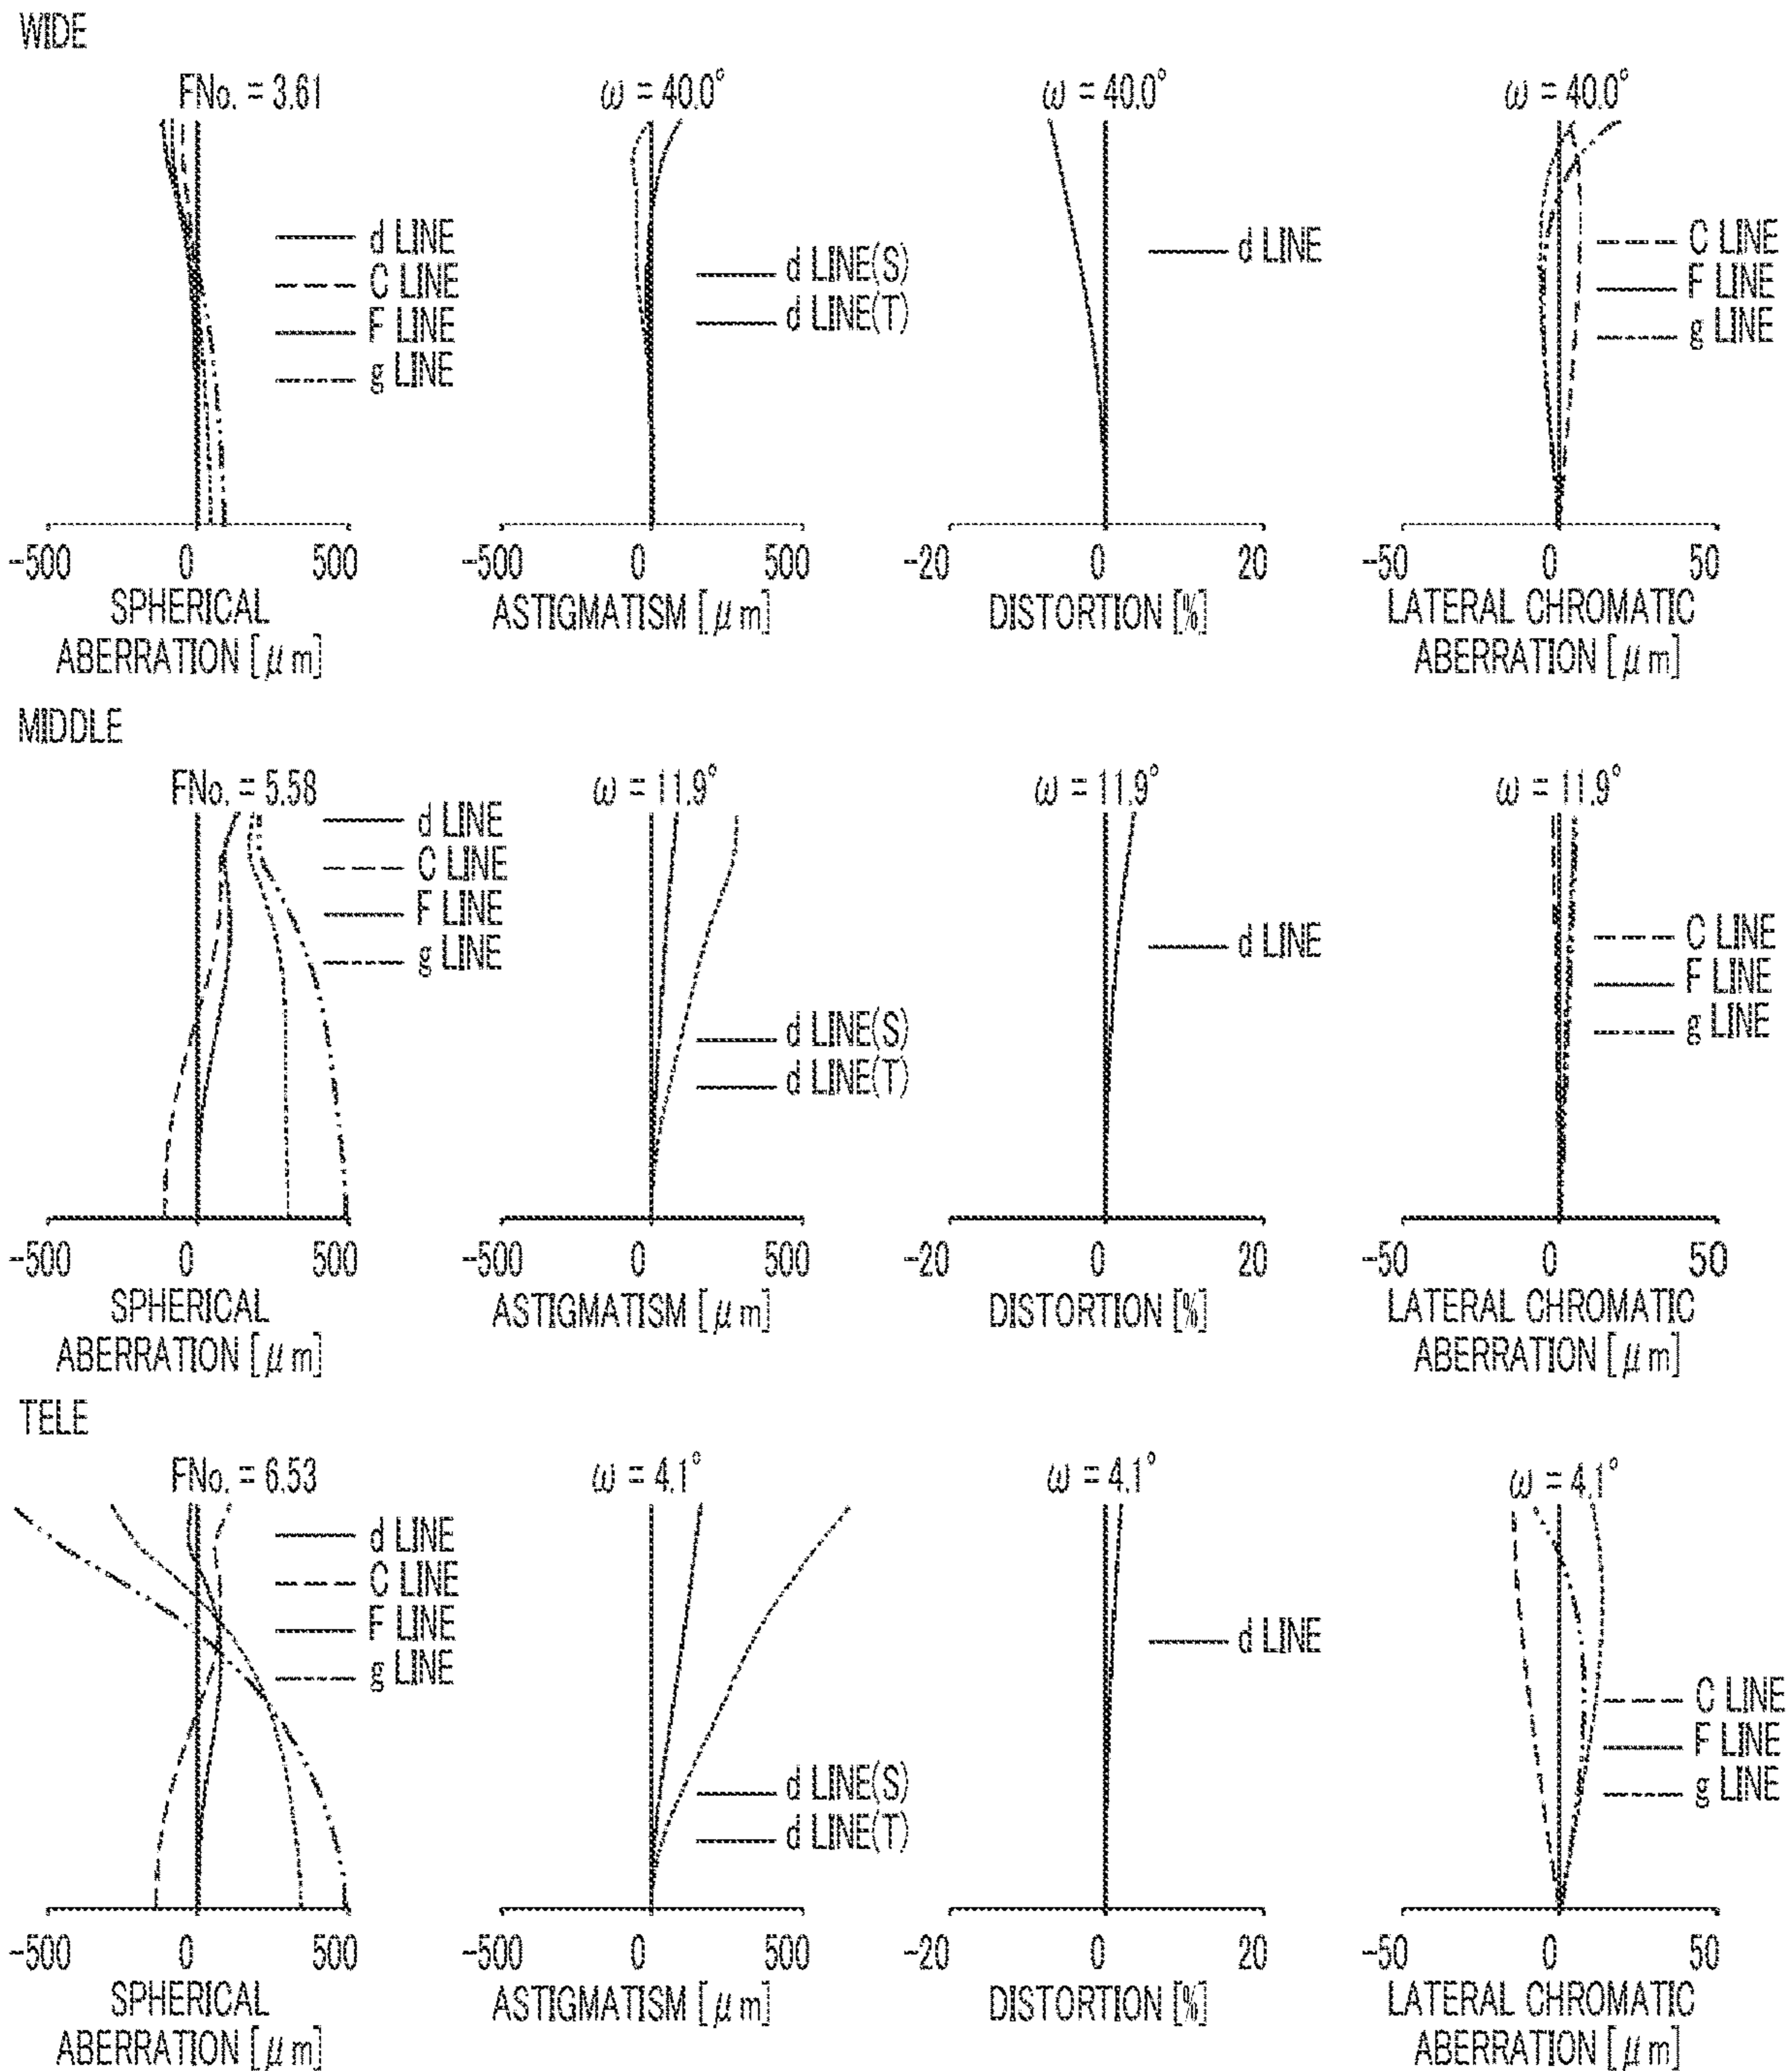 WIDE
FNo. = 3.61
d LINE
C LINE
F LINE
g LINE
-500 0 500
SPHERICAL
ABERRATION [μm]
ω = 40.0°
d LINE(S)
d LINE(T)
-500 0 500
ASTIGMATISM [μm]
ω = 40.0°
d LINE
-20 0 20
DISTORTION [%]
ω = 40.0°
C LINE
F LINE
g LINE
-50 0 50
LATERAL CHROMATIC
ABERRATION [μm]
MIDDLE
FNo. = 5.58
d LINE
C LINE
F LINE
g LINE
-500 0 500
SPHERICAL
ABERRATION [μm]
ω = 11.9°
d LINE(S)
d LINE(T)
-500 0 500
ASTIGMATISM [μm]
ω = 11.9°
d LINE
-20 0 20
DISTORTION [%]
ω = 11.9°
C LINE
F LINE
g LINE
-50 0 50
LATERAL CHROMATIC
ABERRATION [μm]
TELE
FNo. = 6.53
d LINE
C LINE
F LINE
g LINE
-500 0 500
SPHERICAL
ABERRATION [μm]
ω = 4.1°
d LINE(S)
d LINE(T)
-500 0 500
ASTIGMATISM [μm]
ω = 4.1°
d LINE
-20 0 20
DISTORTION [%]
ω = 4.1°
C LINE
F LINE
g LINE
-50 0 50
LATERAL CHROMATIC
ABERRATION [μm]